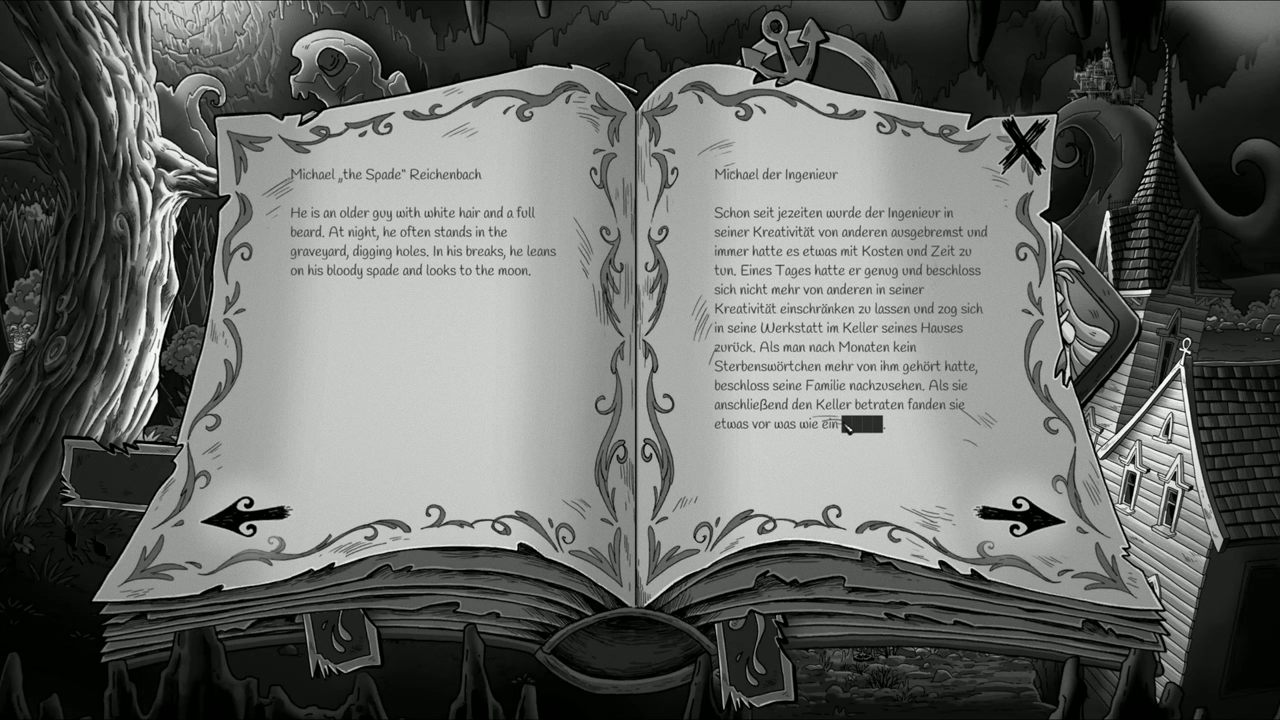 Michael „the Spade“ Reichenbach
He is an older guy with white hair and a full
beard. At night, he often stands in the
graveyard, digging holes. In his breaks, he leans
on his bloody spade and looks to the moon.
Michael der Ingenieur
Schon seit jezeiten wurde der Ingenieur in
seiner Kreativität von anderen ausgebremst und
immer hatte es etwas mit Kosten und Zeit zu
tun. Eines Tages hatte er genug und beschloss
sich nicht mehr von anderen in seiner
Kreativität einschränken zu lassen und zog sich
in seine Werkstatt im Keller seines Hauses
zurück. Als man nach Monaten kein
Sterbenswörtchen mehr von ihm gehört hatte,
beschloss seine Familie nachzusehen. Als sie
anschließend den Keller betraten fanden sie
etwas vor was wie ein